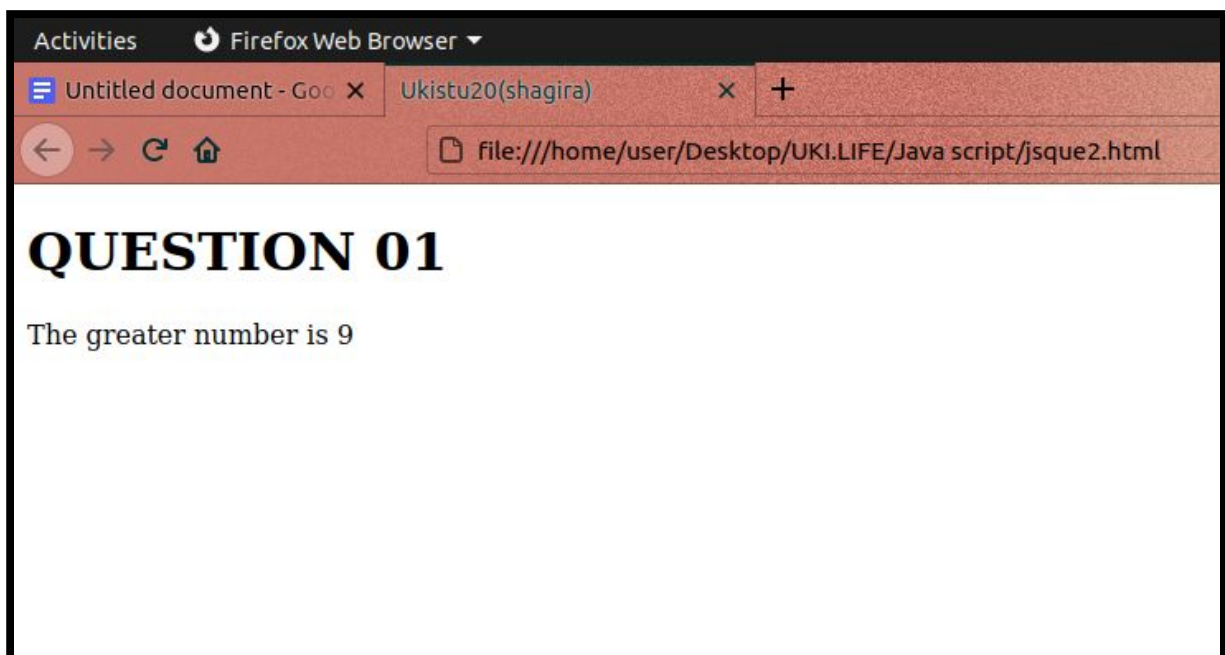 Activities Firefox Web Browser
Untitled document - Goo Ukistu20(shagira)
file:///home/user/Desktop/UKI.LIFE/Java script/jsque2.html
QUESTION 01
The greater number is 9